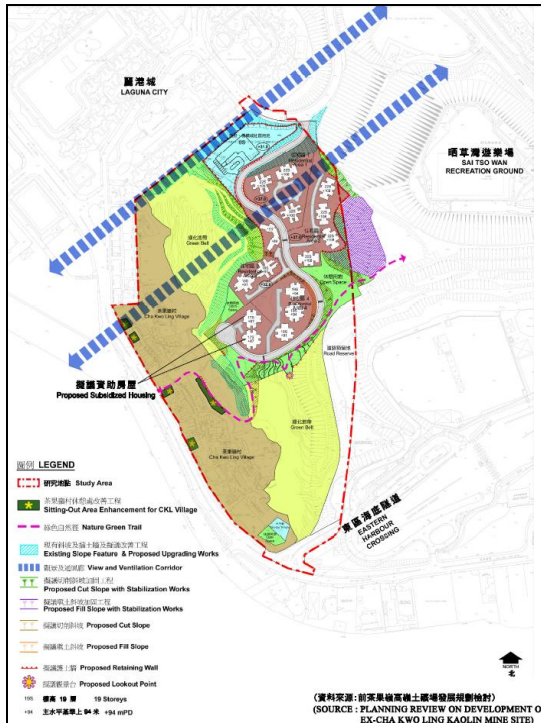 麗港城
LAGUNA CITY
晒草灣遊樂場
SAI TSO WAN
RECREATION GROUND
綠化地帶
Green Belt
休憩用地
Open Space
茶果嶺村
Cha Kwo Ling Village
Road Reserve
擬議資助房屋
Proposed Subsidized Housing
綠化地帶
Green Belt
茶果嶺村
Cha Kwo Ling Village
東區海底隧道
EASTERN
HARBOUR
CROSSING
圖例 LEGEND
研究地點 Study Area
茶果嶺村休憩處改善工程
Sitting-Out Area Enhancement for CKL Village
綠色自然徑 Nature Green Trail
現有斜坡及擋土牆及擬議改善工程
Existing Slope Feature & Proposed Upgrading Works
觀景及通風廊 View and Ventilation Corridor
擬議切削斜坡加固工程
Proposed Cut Slope with Stabilization Works
擬議填土斜坡加固工程
Proposed Fill Slope with Stabilization Works
擬議切削斜坡 Proposed Cut Slope
擬議填土斜坡 Proposed Fill Slope
擬議護土牆 Proposed Retaining Wall
擬議觀景台 Proposed Lookout Point
19S 樓高 19 層 19 Storeys
+94 主水平基準上 94 米 +94 mPD
NORTH
北
(資料來源：前茶果嶺高嶺土礦場發展規劃檢討)
(SOURCE : PLANNING REVIEW ON DEVELOPMENT O
EX-CHA KWO LING KAOLIN MINE SITE)